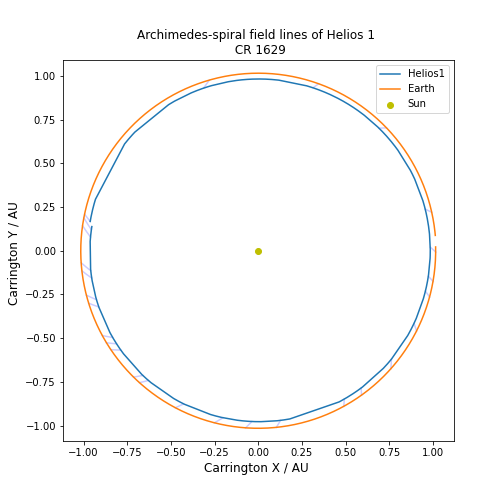 Archimedes-spiral field lines of Helios 1
CR 1629
Helios1
Earth
Sun
Carrington Y / AU
1.00
0.75
0.50
0.25
0.00
−0.25
−0.50
−0.75
−1.00
−1.00 −0.75 −0.50 −0.25 0.00 0.25 0.50 0.75 1.00
Carrington X / AU